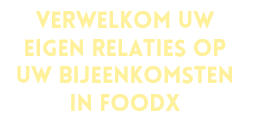 VERWELKOM UW
EIGEN RELATIES OP
UW BIJEENKOMSTEN
IN FOODX